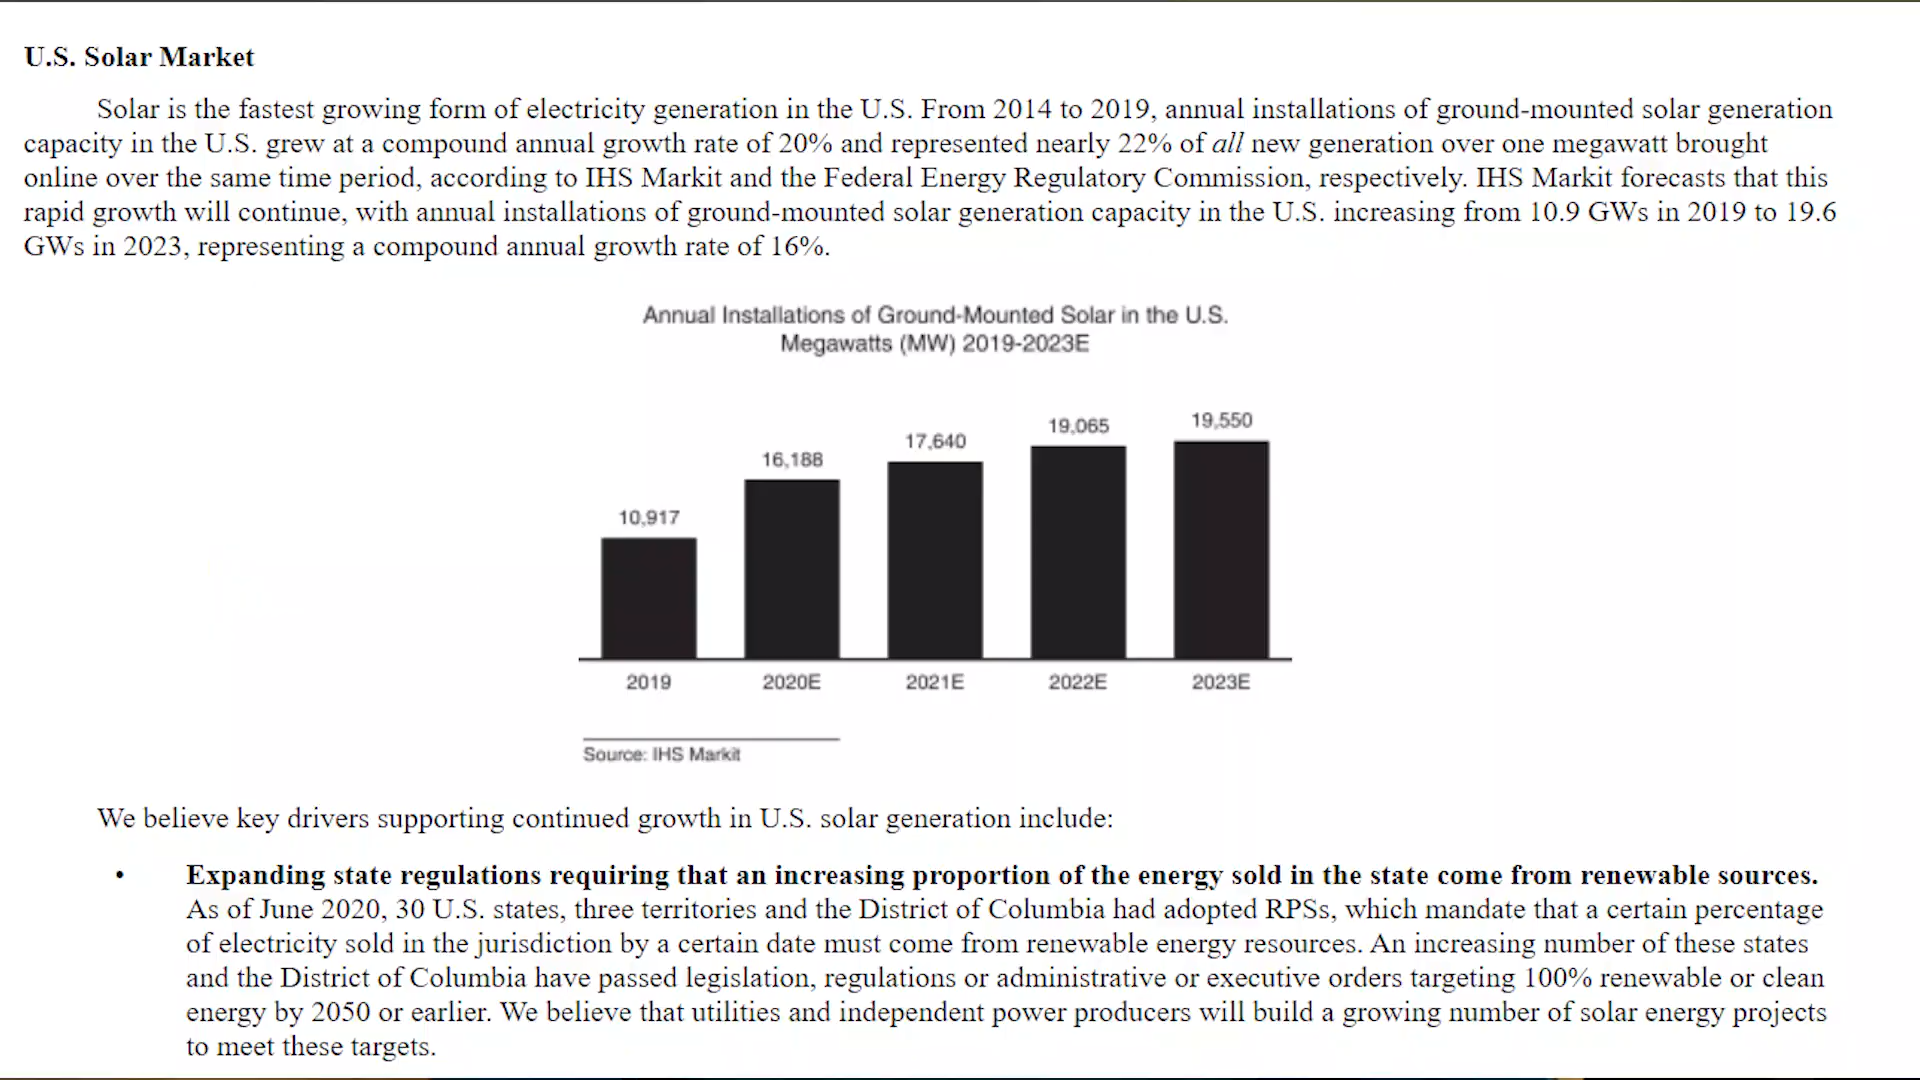 U.S. Solar Market
Solar is the fastest growing form of electricity generation in the U.S. From 2014 to 2019, annual installations of ground-mounted solar generation
capacity in the U.S. grew at a compound annual growth rate of 20% and represented nearly 22% of all new generation over one megawatt brought
online over the same time period, according to IHS Markit and the Federal Energy Regulatory Commission, respectively. IHS Markit forecasts that this
rapid growth will continue, with annual installations of ground-mounted solar generation capacity in the U.S. increasing from 10.9 GWs in 2019 to 19.6
GWs in 2023, representing a compound annual growth rate of 16%.
Annual Installations of Ground-Mounted Solar in the U.S.
Megawatts (MW) 2019-2023E
10,917
16,188
17,640
19,065
19,550
2019
2020E
2021E
2022E
2023E
Source: IHS Markit
We believe key drivers supporting continued growth in U.S. solar generation include:
• Expanding state regulations requiring that an increasing proportion of the energy sold in the state come from renewable sources.
As of June 2020, 30 U.S. states, three territories and the District of Columbia had adopted RPSs, which mandate that a certain percentage
of electricity sold in the jurisdiction by a certain date must come from renewable energy resources. An increasing number of these states
and the District of Columbia have passed legislation, regulations or administrative or executive orders targeting 100% renewable or clean
energy by 2050 or earlier. We believe that utilities and independent power producers will build a growing number of solar energy projects
to meet these targets.